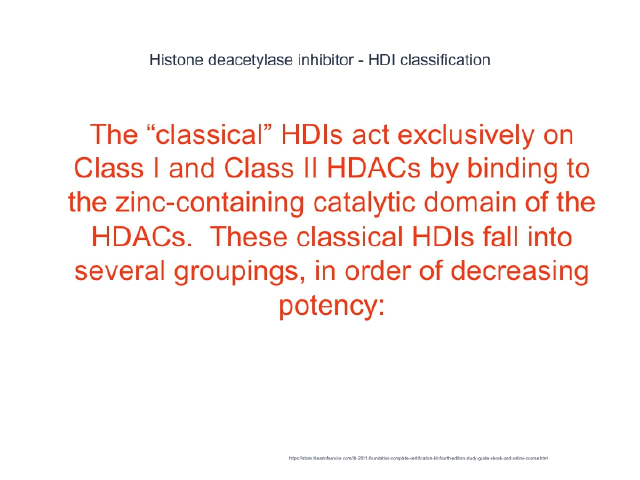 Histone deacetylase inhibitor - HDI classification
The “classical” HDIs act exclusively on
Class I and Class II HDACs by binding to
the zinc-containing catalytic domain of the
HDACs.  These classical HDIs fall into
several groupings, in order of decreasing
potency: